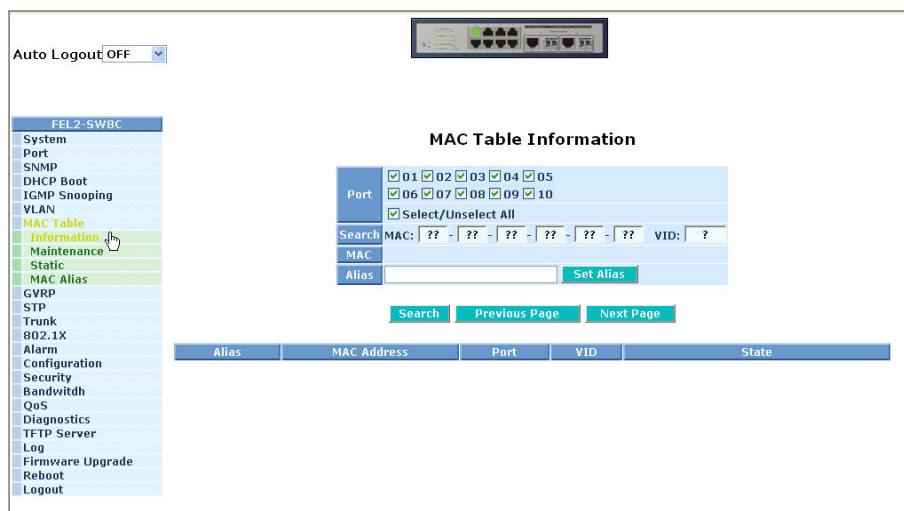 Auto Logout OFF
FEL2-SW8C
System
Port
SNMP
DHCP Boot
IGMP Snooping
VLAN
MAC Table
Information
Maintenance
Static
MAC Alias
GVRP
STP
Trunk
802.1X
Alarm
Configuration
Security
Bandwitdh
QoS
Diagnostics
TFTP Server
Log
Firmware Upgrade
Reboot
Logout
MAC Table Information
Port
01 02 03 04 05
06 07 08 09 10
Select/Unselect All
Search MAC: ?? - ?? - ?? - ?? - ?? - ?? VID: ?
MAC
Alias Set Alias
Search Previous Page Next Page
Alias MAC Address Port VID State